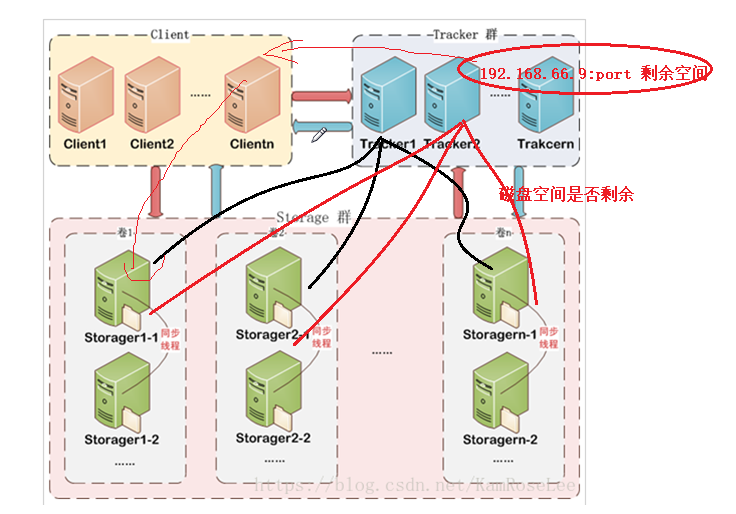 Client
Tracker 群
192.168.66.9:port 剩余空间
......
......
Client1
Client2
Clientn
Tracker1
Tracker2
Trakcern
磁盘空间是否剩余
Storage 群
卷1
卷2
卷n
Storager1-1
Storager2-1
Storagern-1
同步
线程
同步
线程
同步
线程
......
Storager1-2
Storager2-2
Storagern-2
......
......
......
https://blog.csdn.net/KamRoseLee